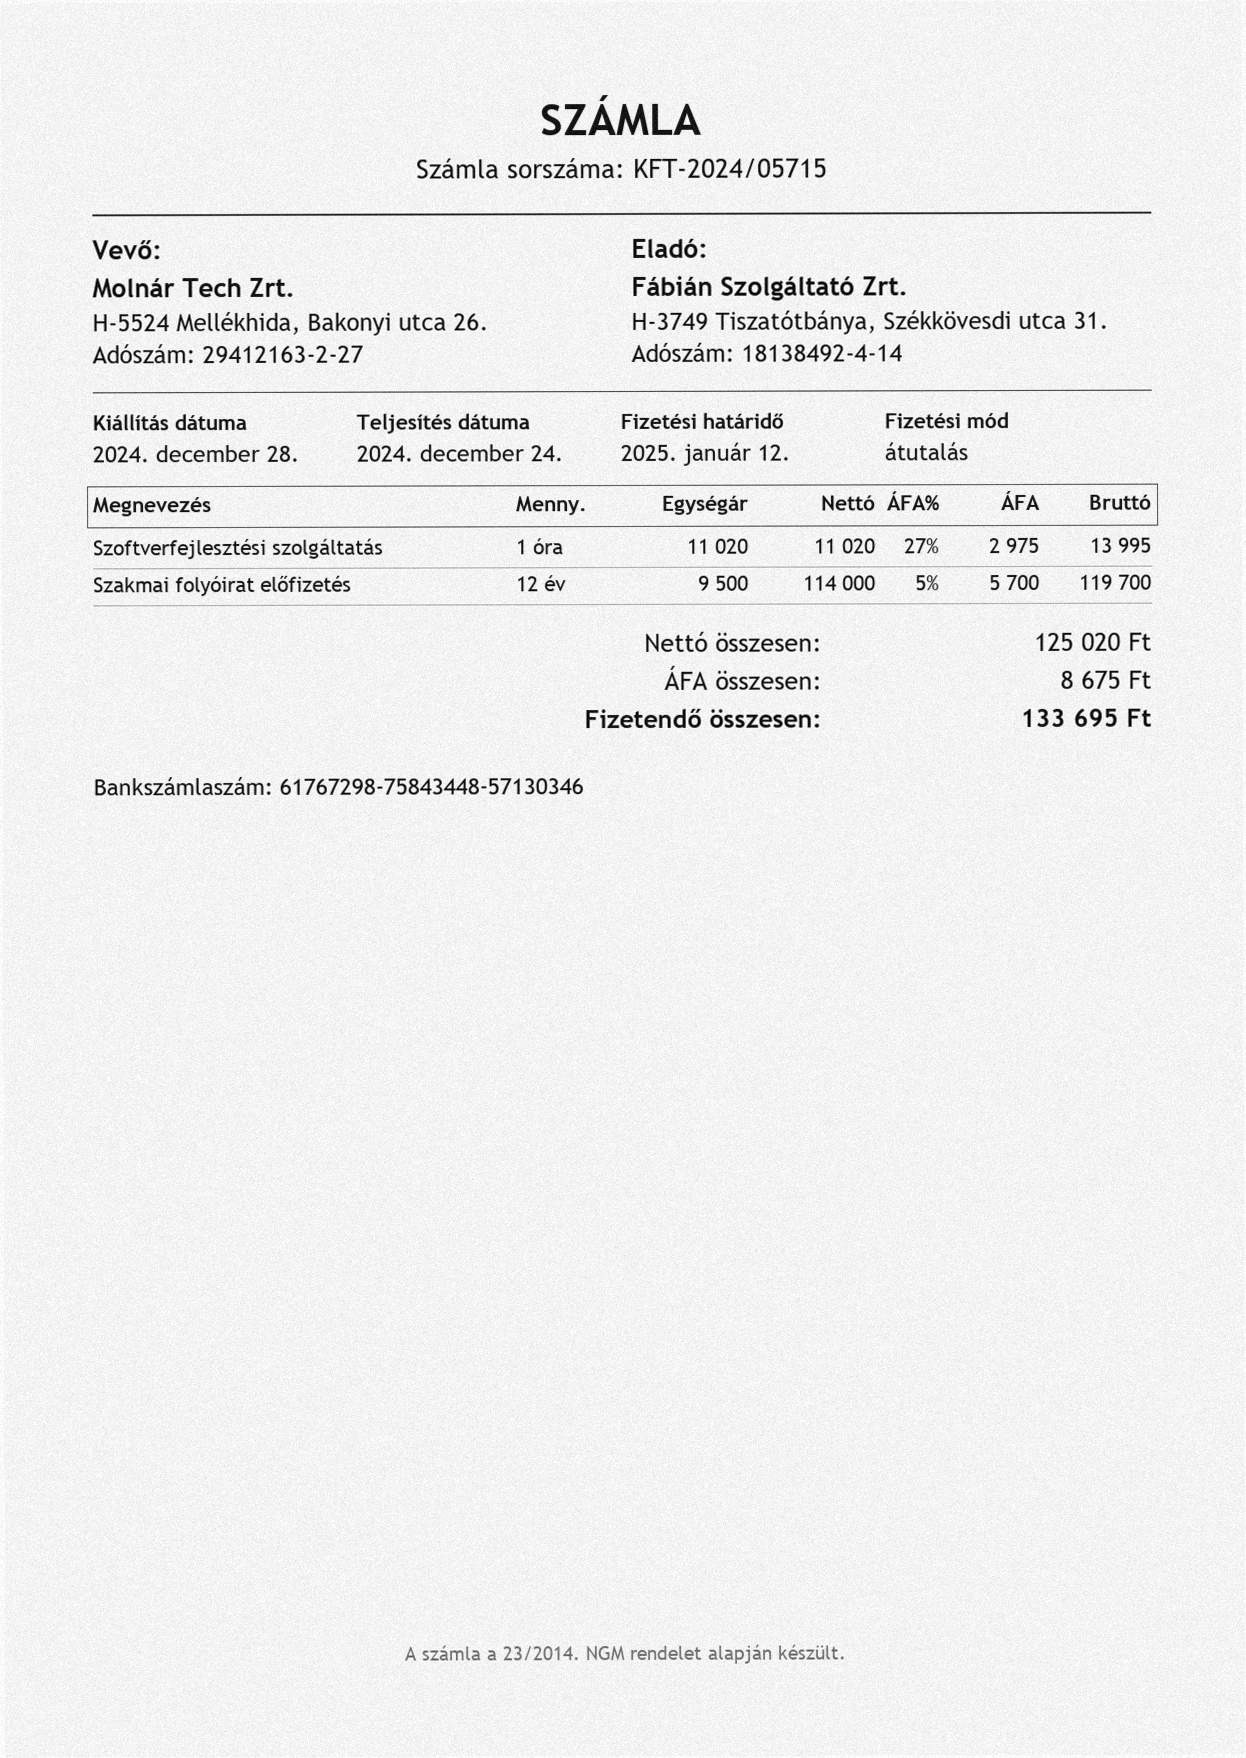 SZÁMLA
Számla sorszáma: KFT-2024/05715
Vevő:
Molnár Tech Zrt.
H-5524 Mellékhida, Bakonyi utca 26.
Adószám: 29412163-2-27
Eladó:
Fábián Szolgáltató Zrt.
H-3749 Tiszatótbánya, Székkövesdi utca 31.
Adószám: 18138492-4-14
Kiállítás dátuma Teljesítés dátuma Fizetési határidő Fizetési mód
2024. december 28. 2024. december 24. 2025. január 12. átutalás
Megnevezés Menny. Egységár Nettó ÁFA% ÁFA Bruttó
Szoftverfejlesztési szolgáltatás 1 óra 11 020 11 020 27% 2 975 13 995
Szakmai folyóirat előfizetés 12 év 9 500 114 000 5% 5 700 119 700
Nettó összesen: 125 020 Ft
ÁFA összesen: 8 675 Ft
Fizetendő összesen: 133 695 Ft
Bankszámlaszám: 61767298-75843448-57130346
A számla a 23/2014. NGM rendelet alapján készült.